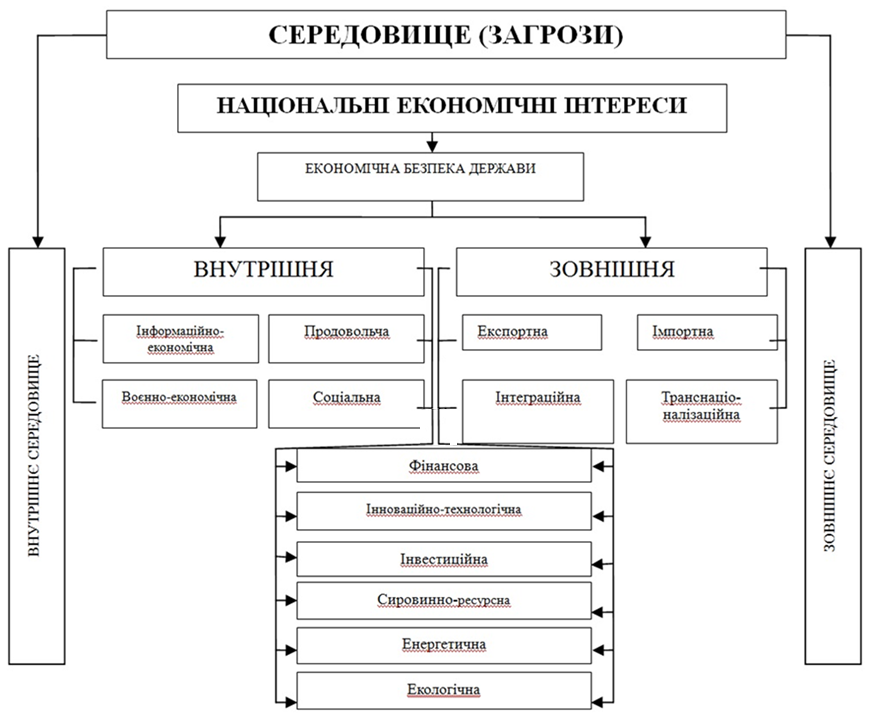 СЕРЕДОВИЩЕ (ЗАГРОЗИ)
НАЦІОНАЛЬНІ ЕКОНОМІЧНІ ІНТЕРЕСИ
ЕКОНОМІЧНА БЕЗПЕКА ДЕРЖАВИ
ВНУТРІШНЯ
ЗОВНІШНЯ
Інформаційно-
економічна
Продовольча
Експортна
Імпортна
Воєнно-економічна
Соціальна
Інтеграційна
Транснаціо-
налізаційна
ВНУТРІШНЄ СЕРЕДОВИЩЕ
ЗОВНІШНЄ СЕРЕДОВИЩЕ
Фінансова
Інноваційно-технологічна
Інвестиційна
Сировинно-ресурсна
Енергетична
Екологічна